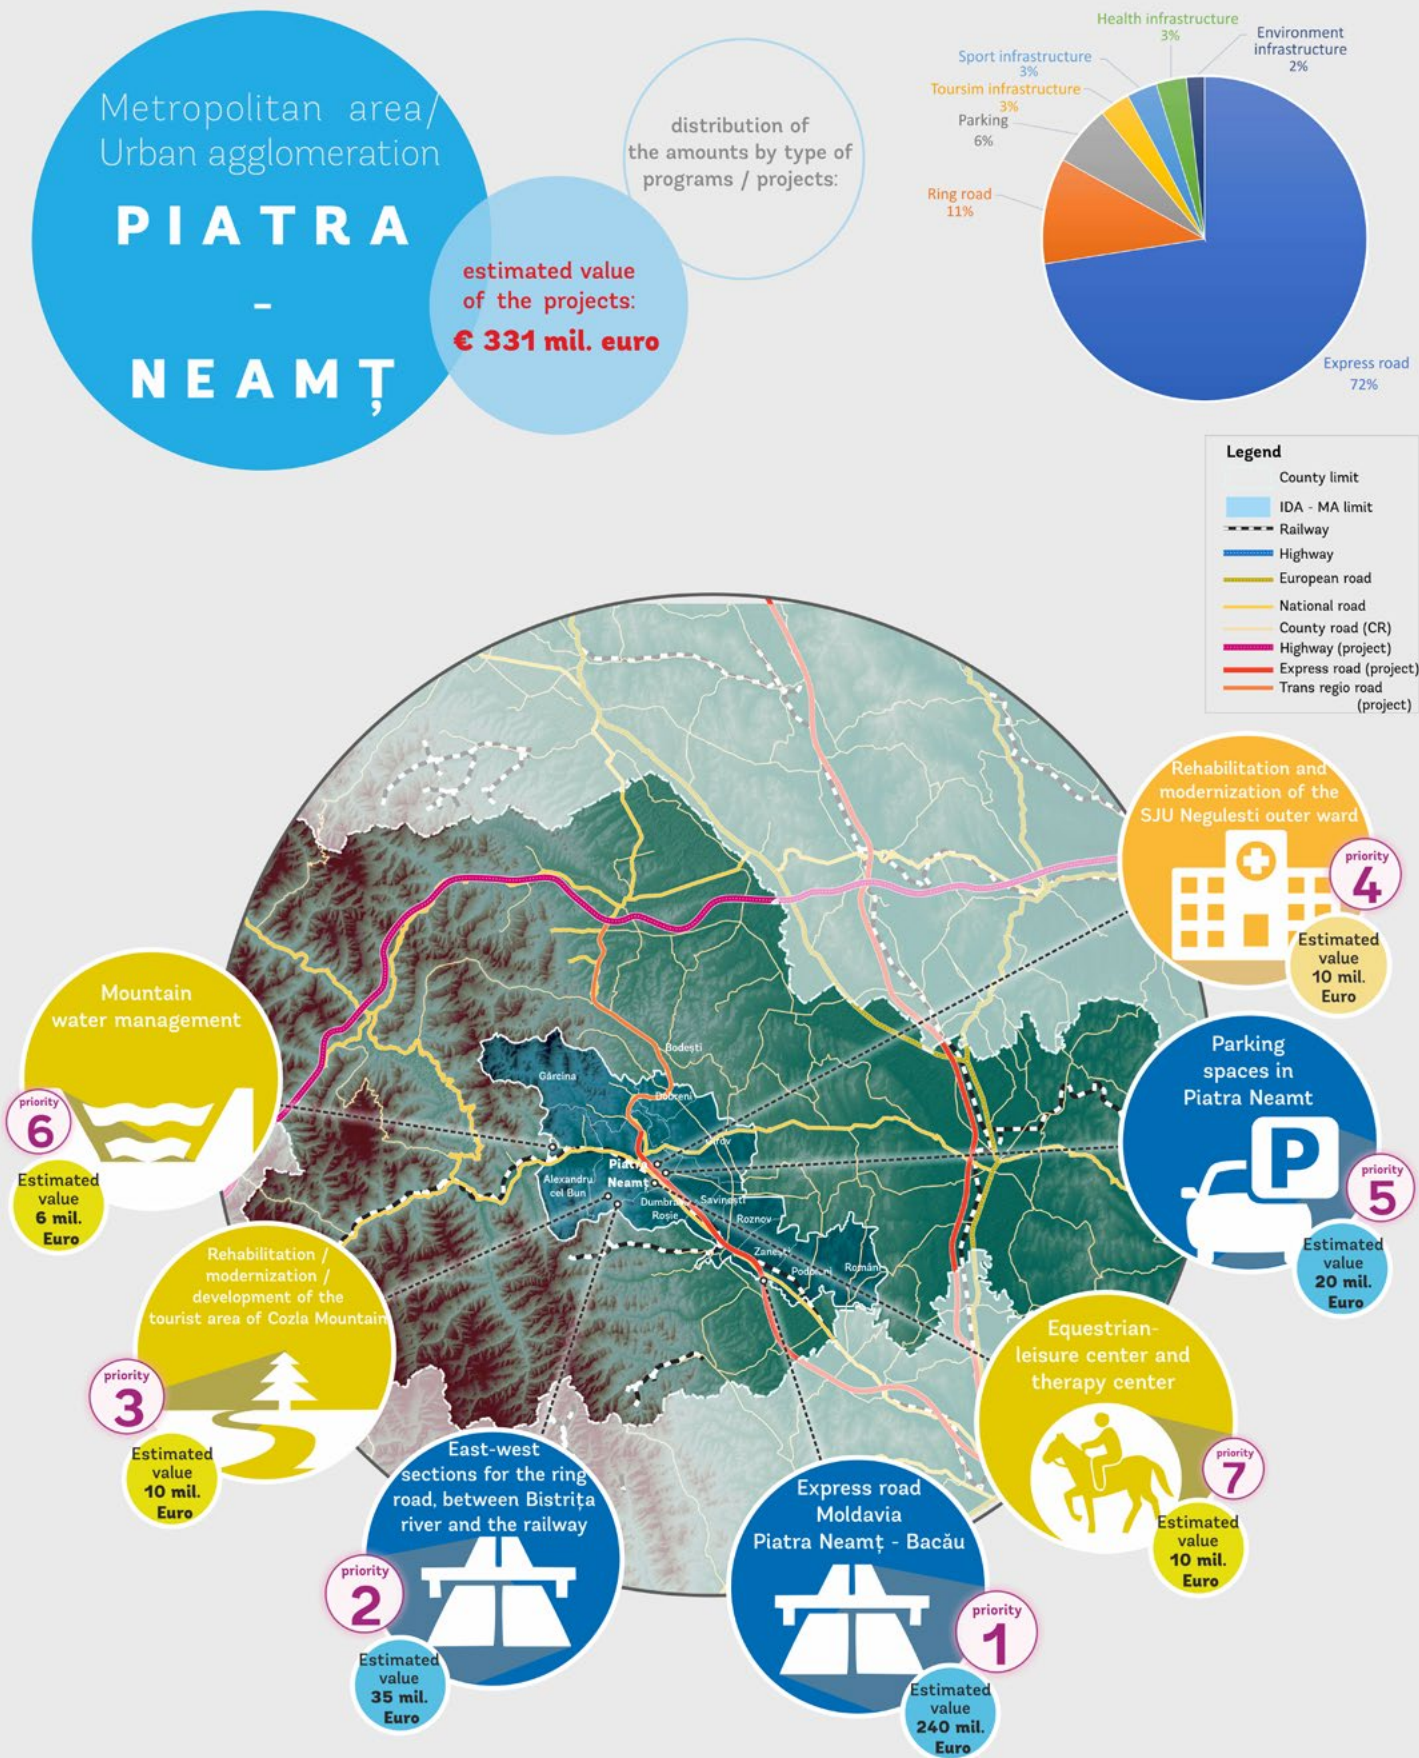 Metropolitan area/
Urban agglomeration
PIATRA
-
NEAMȚ
estimated value
of the projects:
€ 331 mil. euro
distribution of
the amounts by type of
programs / projects:
Health infrastructure
3%
Environment
infrastructure
2%
Sport infrastructure
3%
Toursim infrastructure
3%
Parking
6%
Ring road
11%
Express road
72%
Legend
County limit
IDA - MA limit
Railway
Highway
European road
National road
County road (CR)
Highway (project)
Express road (project)
Trans regio road
(project)
Rehabilitation and
modernization of the
SJU Negulesti outer ward
priority
4
Estimated
value
10 mil.
Euro
Mountain
water management
priority
6
Estimated
value
6 mil.
Euro
Parking
spaces in
Piatra Neamt
priority
5
Estimated
value
20 mil.
Euro
Bodești
Gârcina
Dobreni
Piatra
Neamț
Alexandru
cel Bun
Dumbrava
Roșie
Savinești
Roznov
Zanești
Podoleni
Români
Rehabilitation /
modernization /
development of the
tourist area of Cozla Mountain
priority
3
Estimated
value
10 mil.
Euro
Equestrian-
leisure center and
therapy center
priority
7
Estimated
value
10 mil.
Euro
East-west
sections for the ring
road, between Bistrița
river and the railway
priority
2
Estimated
value
35 mil.
Euro
Express road
Moldavia
Piatra Neamț - Bacău
priority
1
Estimated
value
240 mil.
Euro